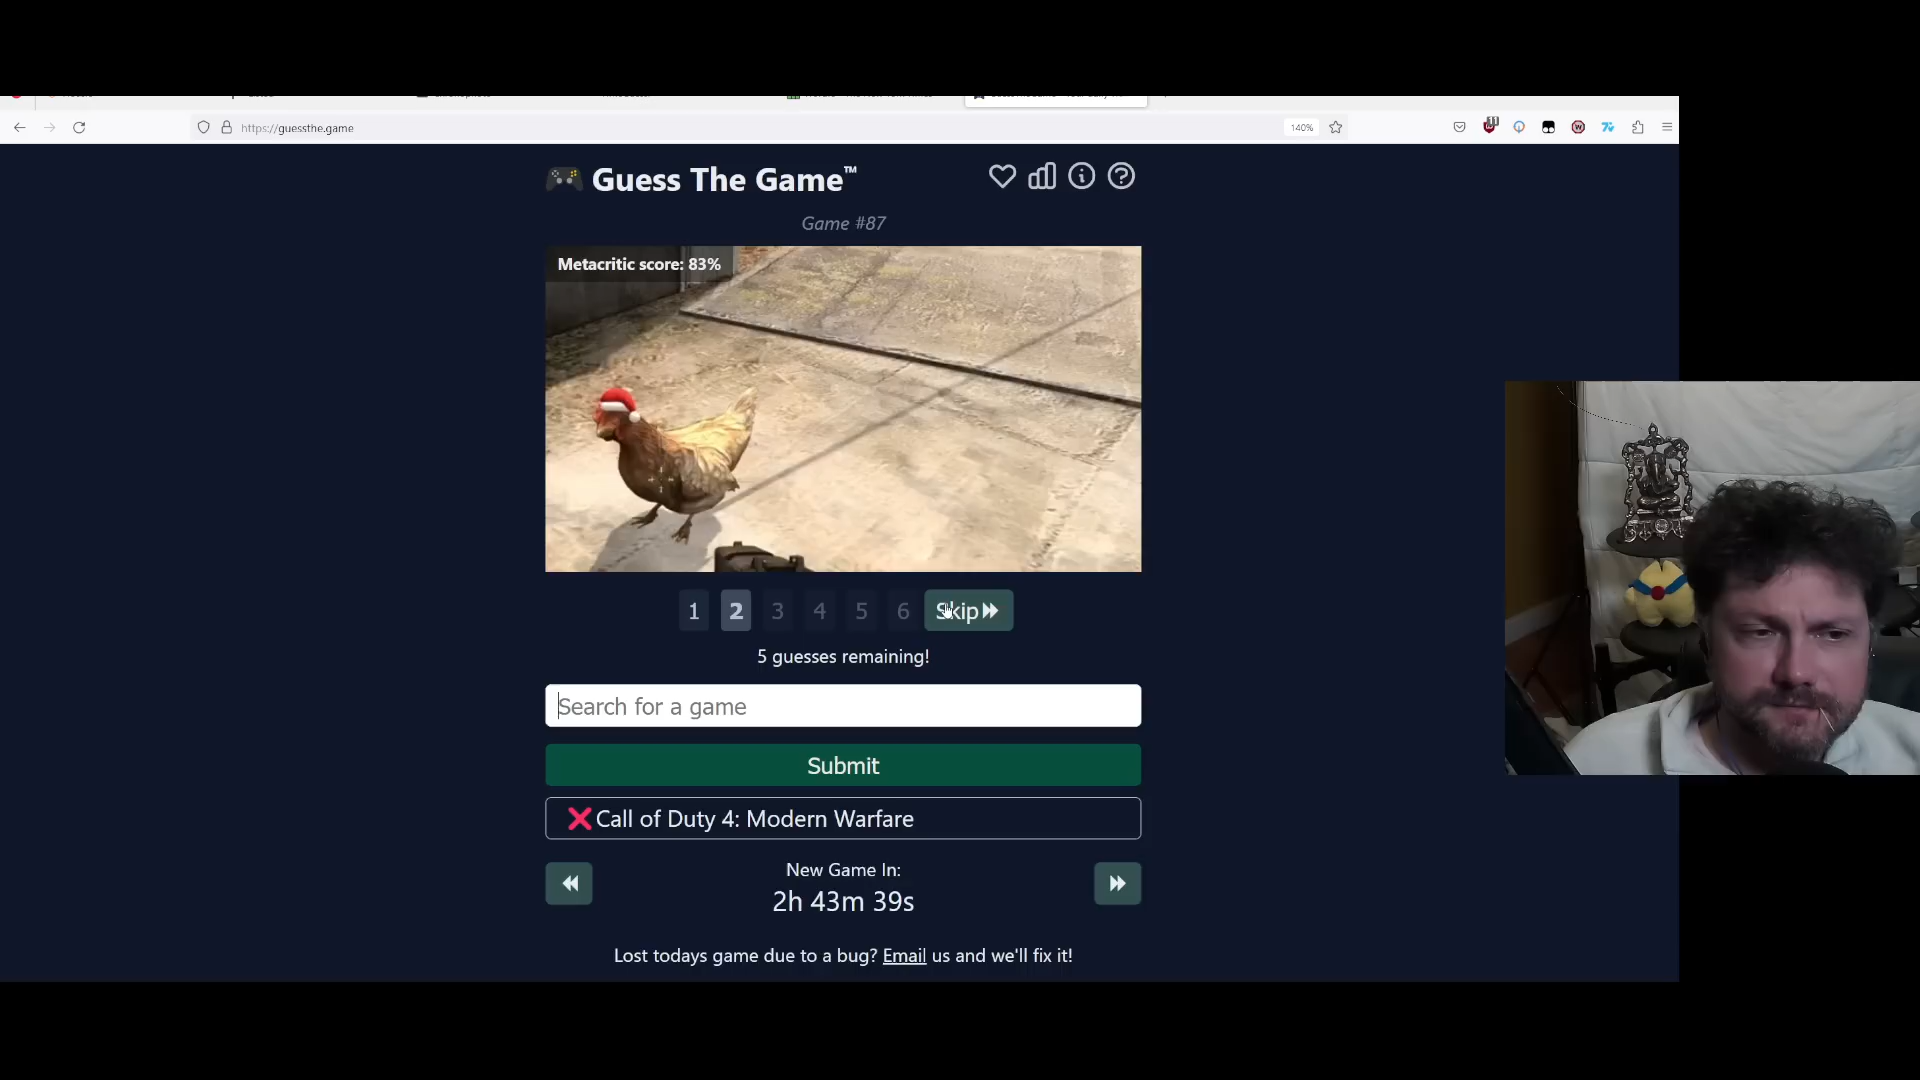 https://guessthe.game
140%
11
🎮 Guess The Game™
Game #87
Metacritic score: 83%
1 2 3 4 5 6 Skip
5 guesses remaining!
Search for a game
Submit
❌ Call of Duty 4: Modern Warfare
New Game In:
2h 43m 39s
Lost todays game due to a bug? Email us and we'll fix it!